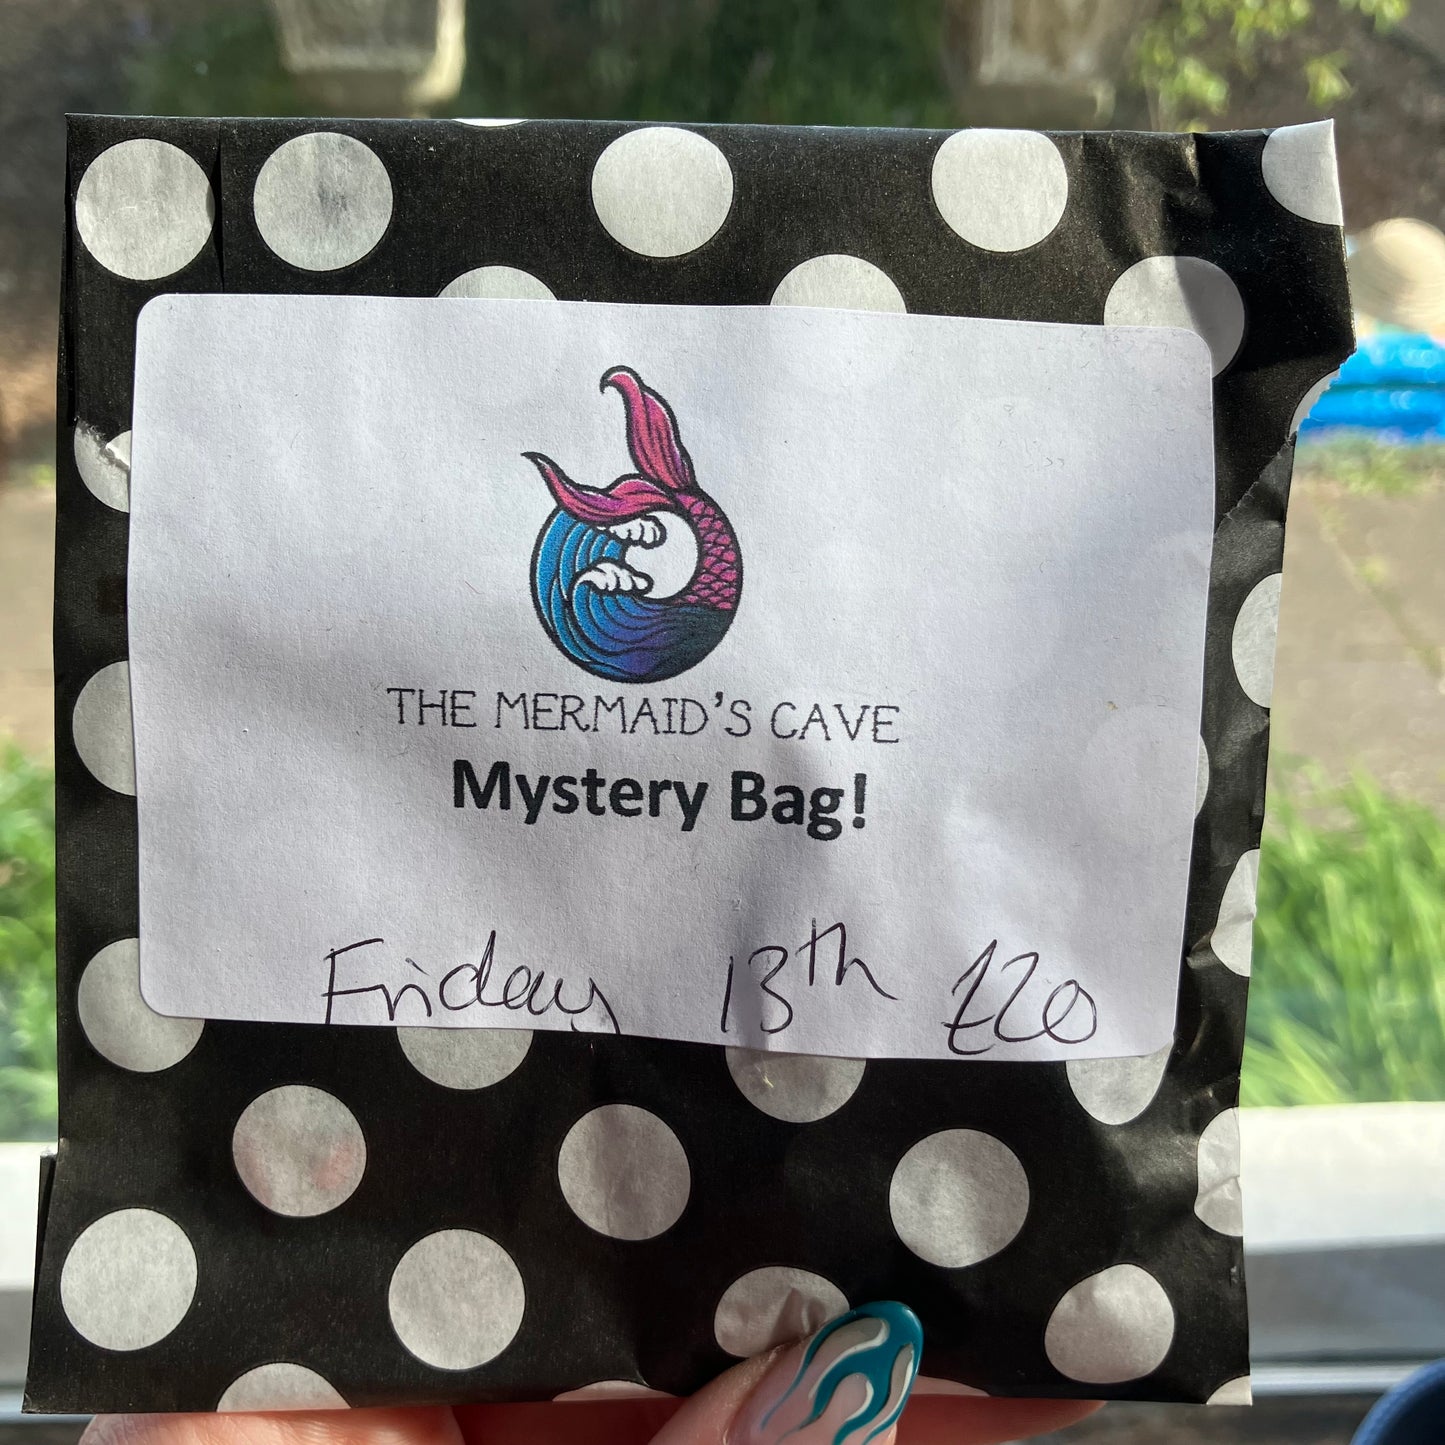 THE MERMAID'S CAVE
Mystery Bag!
Friday 13th £20